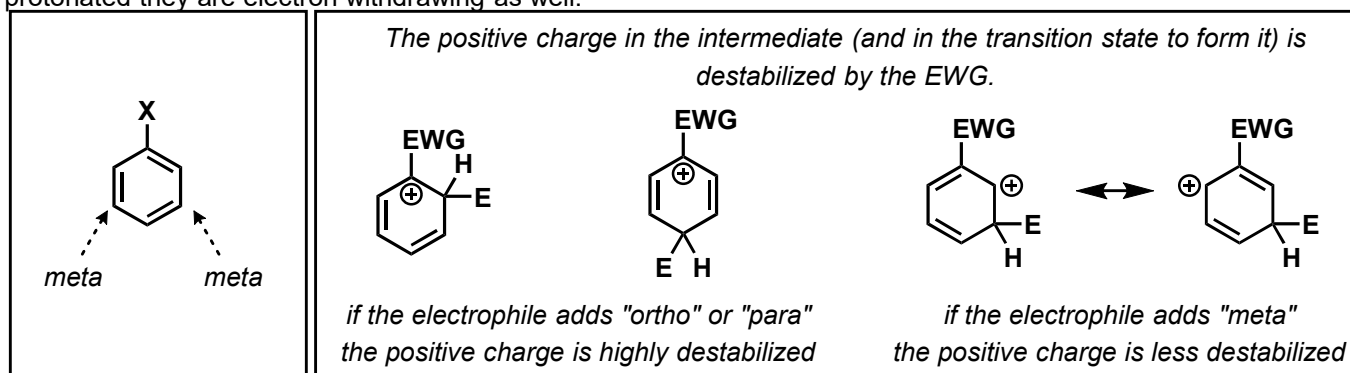 protonated they are electron withdrawing as well.
X
meta
meta
The positive charge in the intermediate (and in the transition state to form it) is
destabilized by the EWG.
EWG
H
E
+
EWG
+
E H
if the electrophile adds "ortho" or "para"
the positive charge is highly destabilized
EWG
+
E
H
EWG
+
E
H
if the electrophile adds "meta"
the positive charge is less destabilized